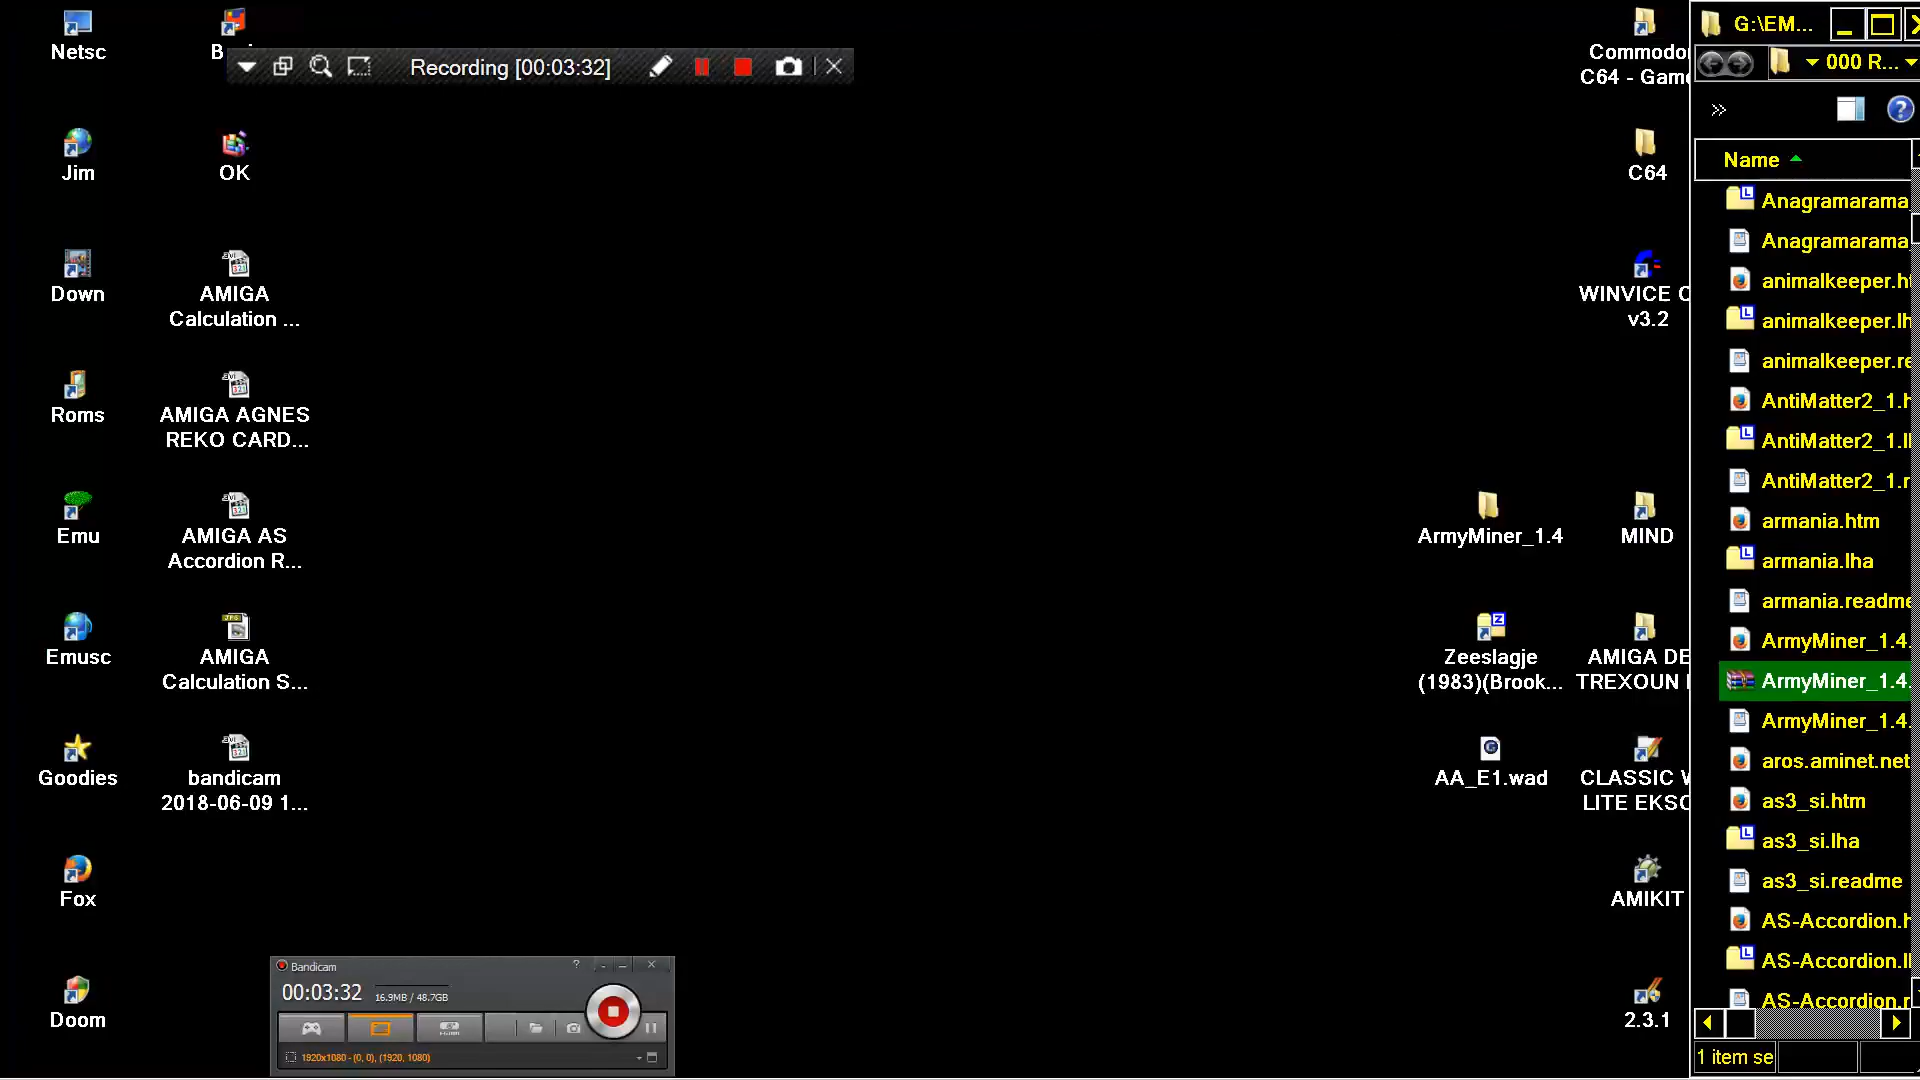 Netsc
Recording [00:03:32]
Jim
OK
Down
AMIGA
Calculation ...
Roms
AMIGA AGNES
REKO CARD...
Emu
AMIGA AS
Accordion R...
Emusc
AMIGA
Calculation S...
Goodies
bandicam
2018-06-09 1...
Fox
Doom
Bandicam
00:03:32
16.9MB / 48.7GB
1920x1080 - (0, 0), (1920, 1080)
Commodor
C64 - Game
C64
WINVICE C
v3.2
ArmyMiner_1.4
MIND
Zeeslagje
(1983)(Brook...
AMIGA DE
TREXOUN
AA_E1.wad
CLASSIC W
LITE EKSC
AMIKIT
2.3.1
G:\EM...
000 R...
Name
Anagramarama
Anagramarama
animalkeeper.ht
animalkeeper.lh
animalkeeper.re
AntiMatter2_1.h
AntiMatter2_1.l
AntiMatter2_1.r
armania.htm
armania.lha
armania.readme
ArmyMiner_1.4.
ArmyMiner_1.4.
ArmyMiner_1.4.
aros.aminet.net
as3_si.htm
as3_si.lha
as3_si.readme
AS-Accordion.h
AS-Accordion.l
AS-Accordion.r
1 item se